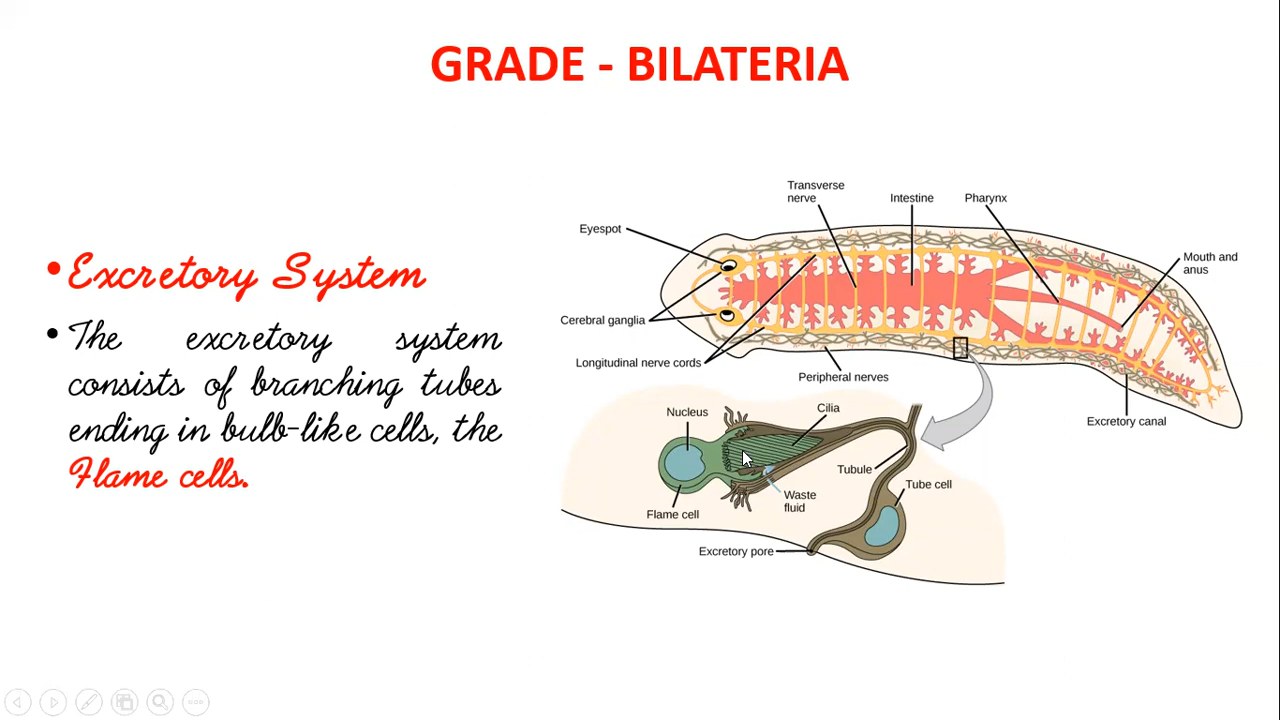 GRADE - BILATERIA
• Excretory System
• The excretory system
consists of branching tubes
ending in bulb-like cells, the
Flame cells.
Transverse
nerve
Intestine
Pharynx
Eyespot
Mouth and
anus
Cerebral ganglia
Longitudinal nerve cords
Peripheral nerves
Excretory canal
Nucleus
Cilia
Tubule
Tube cell
Waste
fluid
Flame cell
Excretory pore